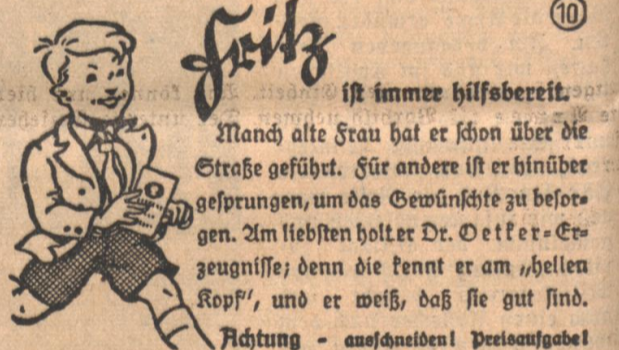 10
Fritz
ist immer hilfsbereit.
Manch alte Frau hat er schon über die
Straße geführt. Für andere ist er hinüber
gesprungen, um das Gewünschte zu besor-
gen. Am liebsten holt er Dr. Oetker-Er-
zeugnisse; denn die kennt er am „hellen
Kopf“, und er weiß, daß sie gut sind.
Achtung - ausschneiden! Preisaufgabe!